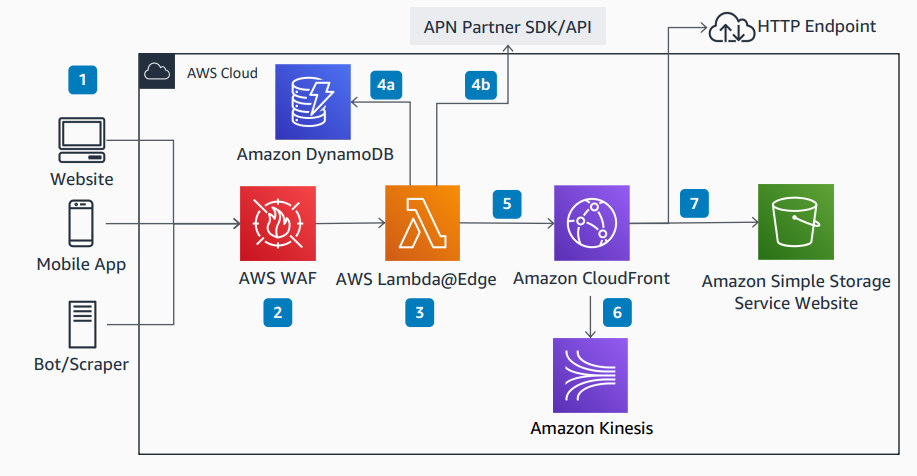 APN Partner SDK/API
HTTP Endpoint
AWS Cloud
1
4a
4b
Amazon DynamoDB
Website
5
7
Mobile App
AWS WAF
AWS Lambda@Edge
Amazon CloudFront
Amazon Simple Storage
Service Website
2
3
6
Bot/Scraper
Amazon Kinesis